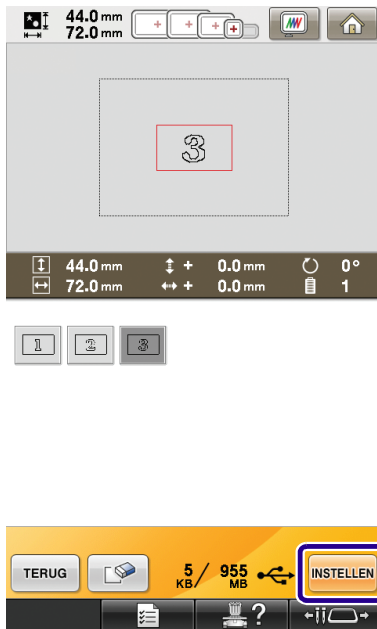 44.0 mm
72.0 mm
3
44.0 mm + 0.0 mm 0°
72.0 mm + 0.0 mm 1
1 2 3
TERUG 5 KB / 955 MB INSTELLEN
?